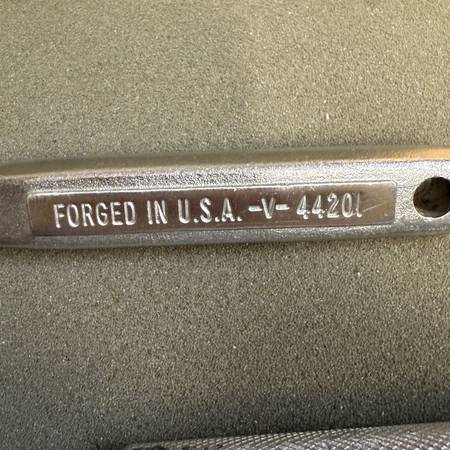 FORGED IN U.S.A. -V- 44201